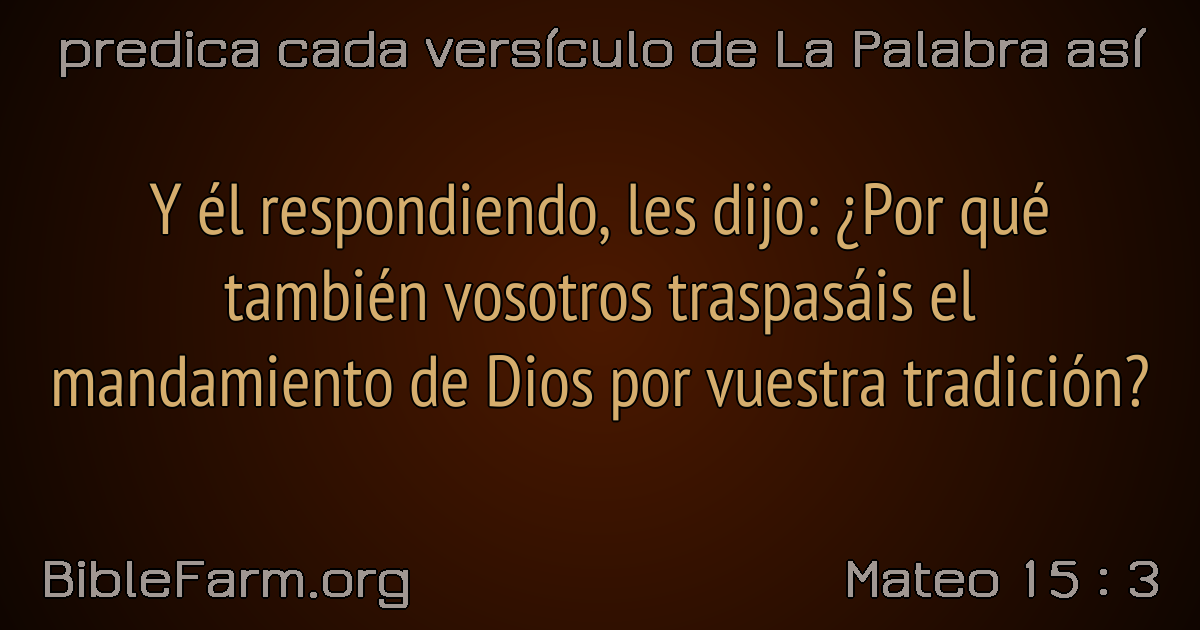 predica cada versículo de La Palabra así
Y él respondiendo, les dijo: ¿Por qué
también vosotros traspasáis el
mandamiento de Dios por vuestra tradición?
BibleFarm.org
Mateo 15 : 3